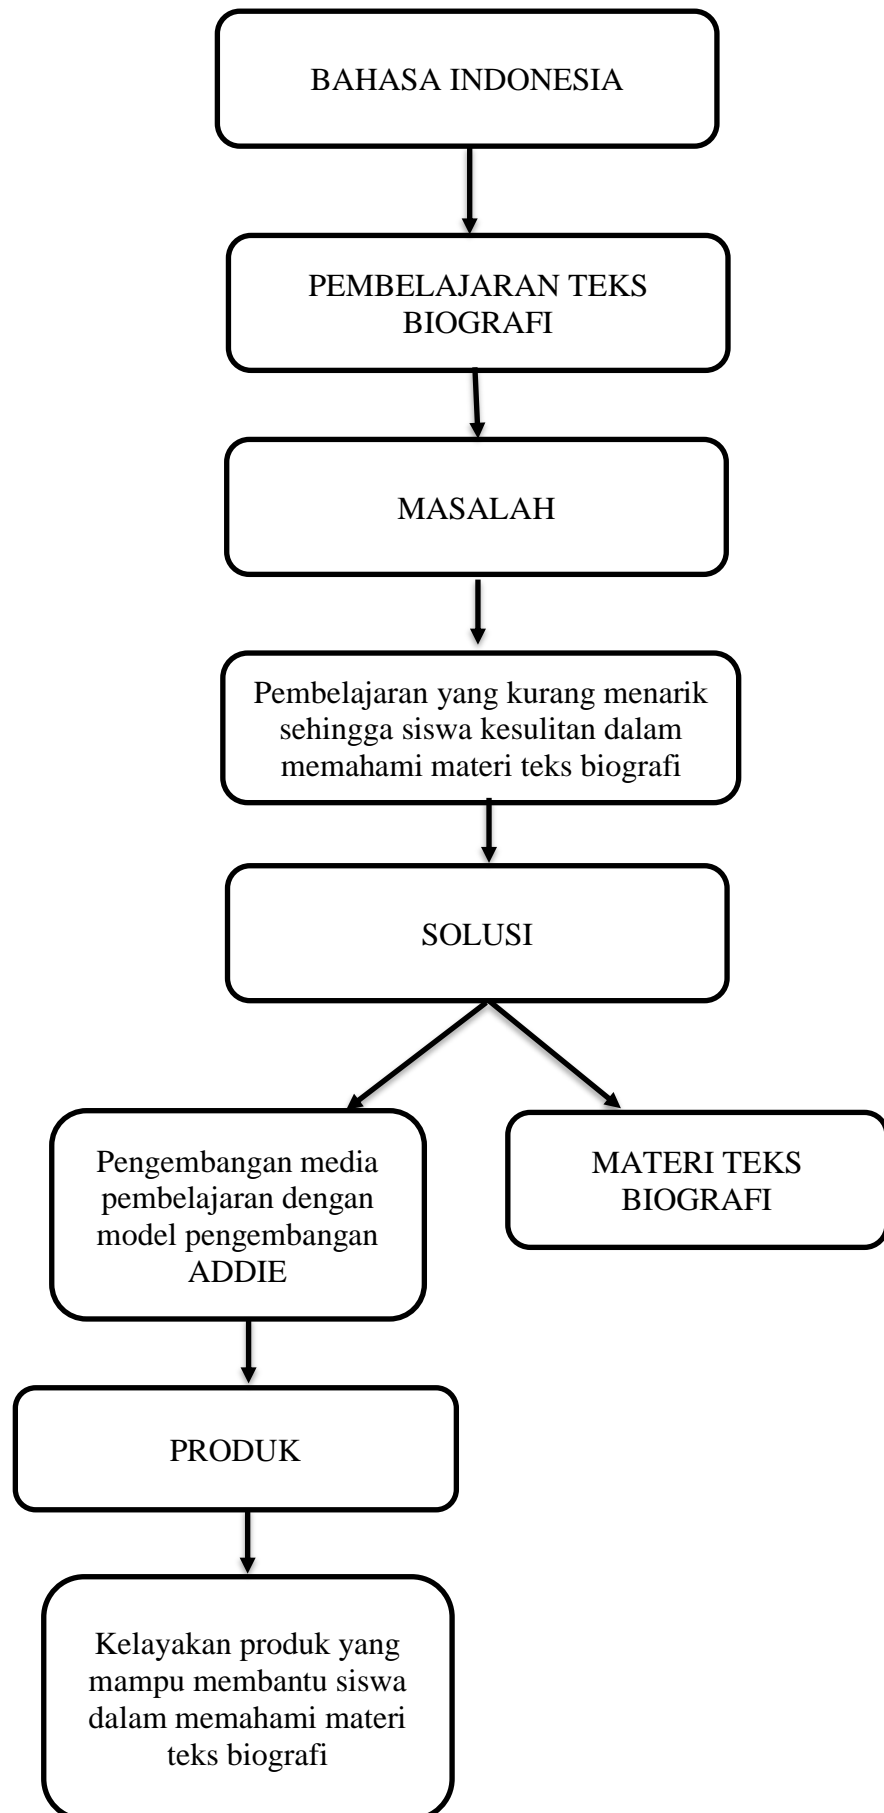 BAHASA INDONESIA
PEMBELAJARAN TEKS
BIOGRAFI
MASALAH
Pembelajaran yang kurang menarik
sehingga siswa kesulitan dalam
memahami materi teks biografi
SOLUSI
Pengembangan media
pembelajaran dengan
model pengembangan
ADDIE
MATERI TEKS
BIOGRAFI
PRODUK
Kelayakan produk yang
mampu membantu siswa
dalam memahami materi
teks biografi